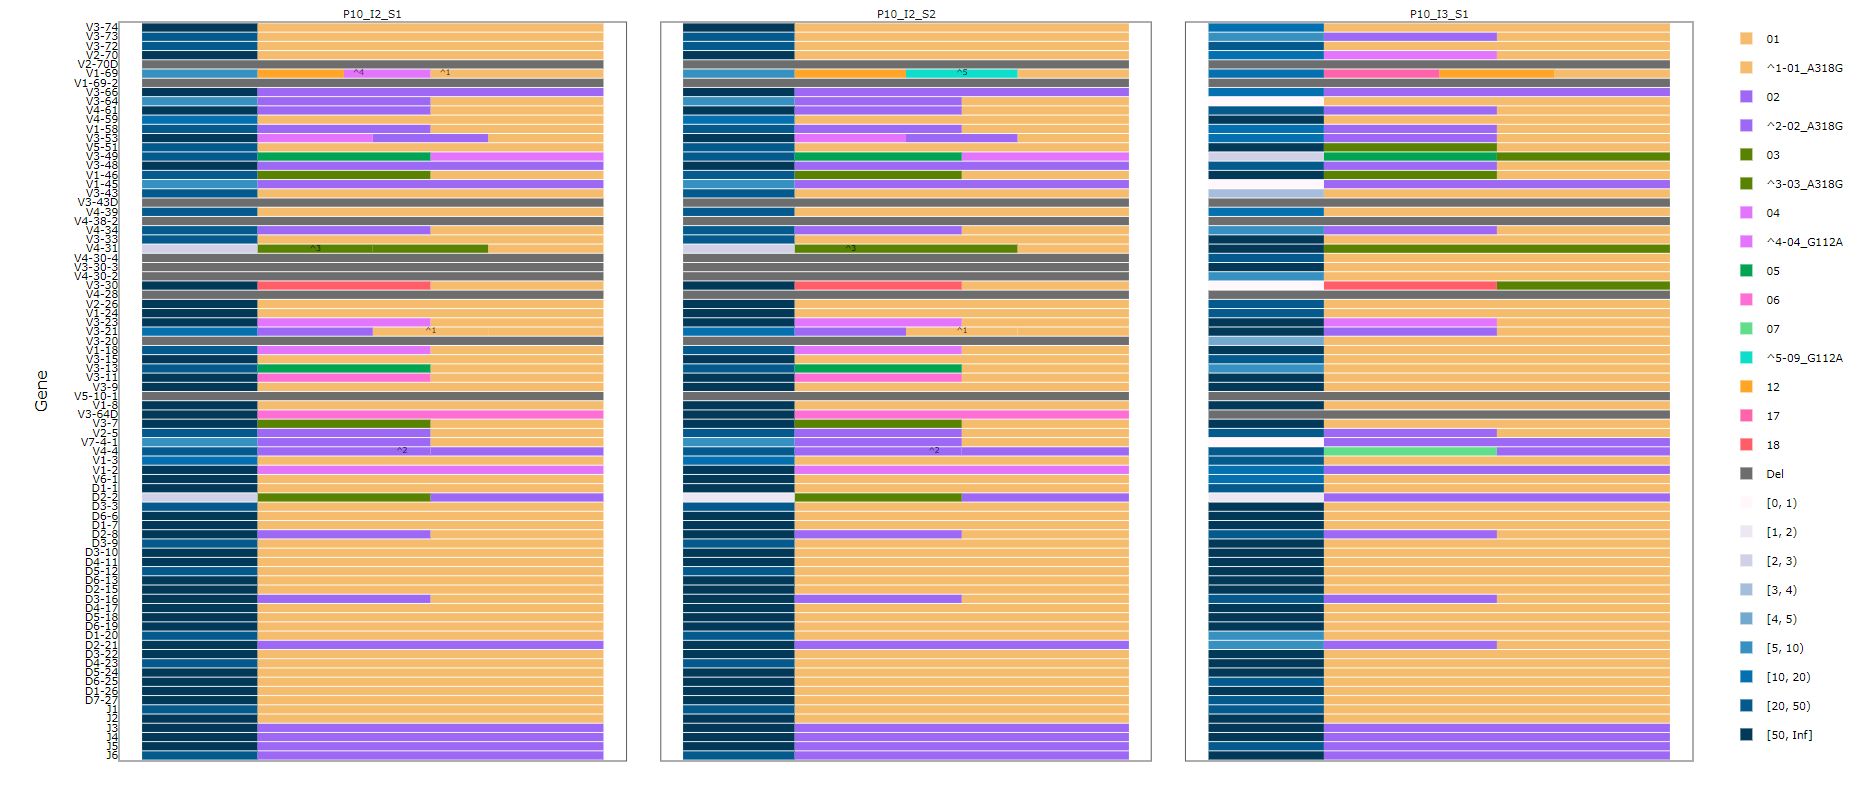 P10_I2_S1
P10_I2_S2
P10_I3_S1
Gene
V3-74
V3-73
V3-72
V2-70
V2-70D
V1-69
^4
^1
^5
V1-69-2
V3-66
V3-64
V4-61
V4-59
V1-58
V3-53
V5-51
V3-49
V3-48
V1-46
V1-45
V3-43
V3-43D
V4-39
V4-38-2
V4-34
V3-33
V4-31
^3
^3
V4-30-4
V3-30-3
V4-30-2
V3-30
V4-28
V2-26
V1-24
V3-23
V3-21
^1
^1
V3-20
V1-18
V3-15
V3-13
V3-11
V3-9
V5-10-1
V1-8
V3-64D
V3-7
V2-5
V7-4-1
V4-4
^2
^2
V1-3
V1-2
V6-1
D1-1
D2-2
D3-3
D6-6
D1-7
D2-8
D3-9
D3-10
D4-11
D5-12
D6-13
D2-15
D3-16
D4-17
D5-18
D6-19
D1-20
D2-21
D3-22
D4-23
D5-24
D6-25
D1-26
D7-27
J1
J2
J3
J4
J5
J6
01
^1-01_A318G
02
^2-02_A318G
03
^3-03_A318G
04
^4-04_G112A
05
06
07
^5-09_G112A
12
17
18
Del
[0, 1)
[1, 2)
[2, 3)
[3, 4)
[4, 5)
[5, 10)
[10, 20)
[20, 50)
[50, Inf]